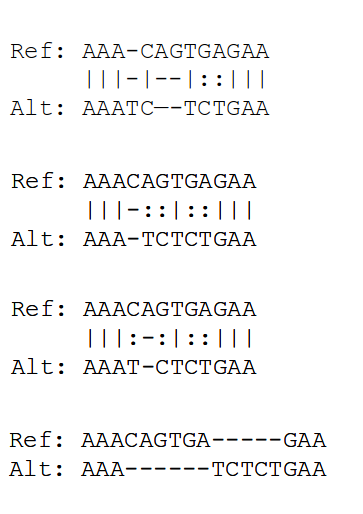 Ref: AAA-CAGTGAGAA
|||-|--|::|||
Alt: AAATC—-TCTGAA
Ref: AAACAGTGAGAA
|||-::|::|||
Alt: AAA-TCTCTGAA
Ref: AAACAGTGAGAA
|||:-:|::|||
Alt: AAAT-CTCTGAA
Ref: AAACAGTGA-----GAA
Alt: AAA------TCTCTGAA